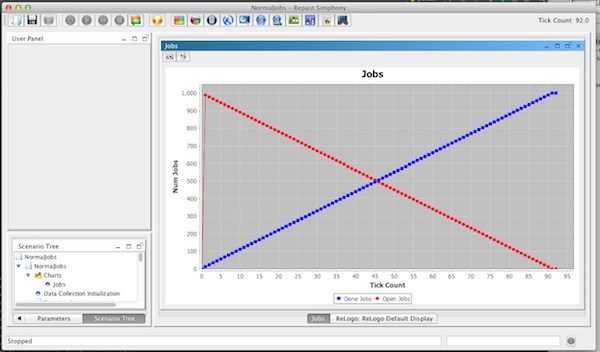 NormalJobs – Repast Simphony
Tick Count: 92.0
User Panel
Jobs
Jobs
1,000
900
800
700
600
500
400
300
200
100
0
Num Jobs
0 5 10 15 20 25 30 35 40 45 50 55 60 65 70 75 80 85 90 95
Tick Count
Done Jobs Open Jobs
Scenario Tree
NormalJobs
NormalJobs
Charts
Jobs
Data Collection Initialization
Parameters Scenario Tree
Jobs ReLogo: ReLogo Default Display
Stopped